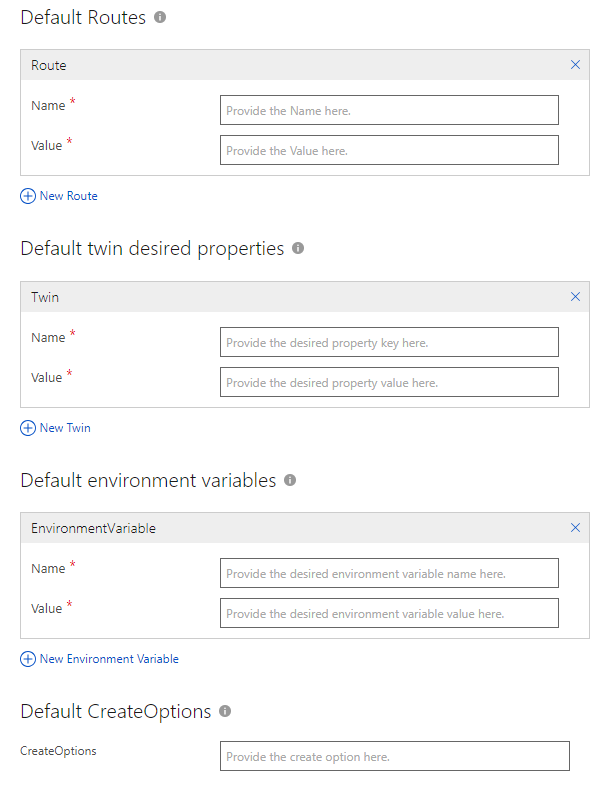 Default Routes
Route
Name *
Provide the Name here.
Value *
Provide the Value here.
New Route
Default twin desired properties
Twin
Name *
Provide the desired property key here.
Value *
Provide the desired property value here.
New Twin
Default environment variables
EnvironmentVariable
Name *
Provide the desired environment variable name here.
Value *
Provide the desired environment variable value here.
New Environment Variable
Default CreateOptions
CreateOptions
Provide the create option here.